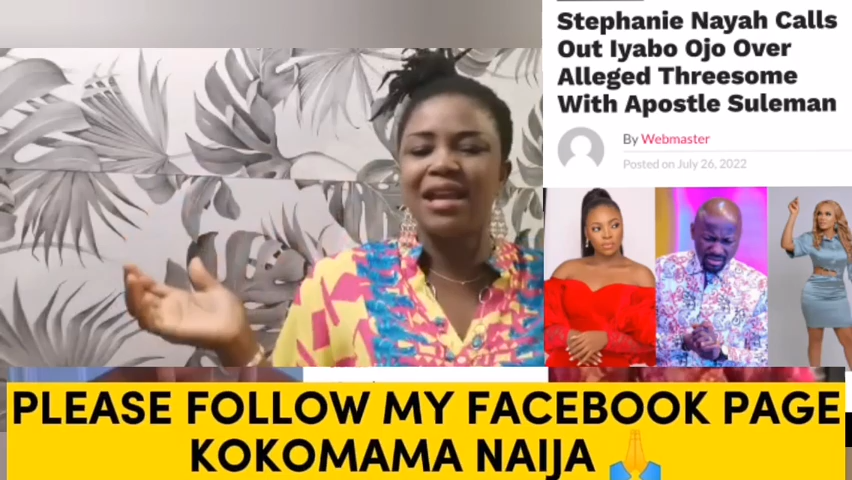 Stephanie Nayah Calls
Out Iyabo Ojo Over
Alleged Threesome
With Apostle Suleman
By Webmaster
Posted on July 26, 2022
PLEASE FOLLOW MY FACEBOOK PAGE
KOKOMAMA NAIJA 🙏